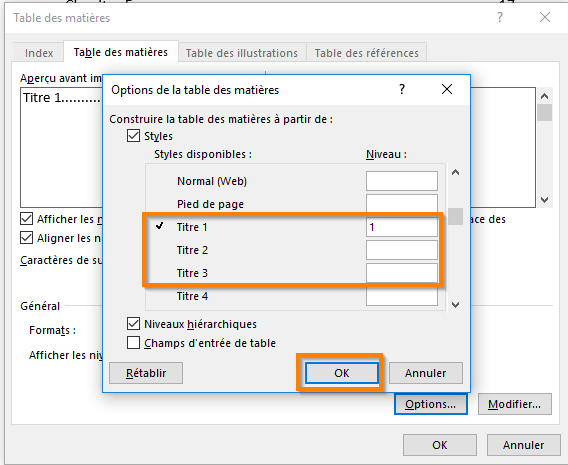 17
Table des matières ? ×
Index Table des matières Table des illustrations Table des références
Aperçu avant im
Titre 1..........
Options de la table des matières ? ×
Construire la table des matières à partir de :
Styles
Styles disponibles : Niveau :
Normal (Web)
Pied de page
Titre 1 1
Titre 2
Titre 3
Titre 4
Niveaux hiérarchiques
Champs d'entrée de table
Rétablir OK Annuler
Afficher les n
ace des
Aligner les n
Caractères de su
Général
Formats :
Afficher les niv
Options... Modifier...
OK Annuler